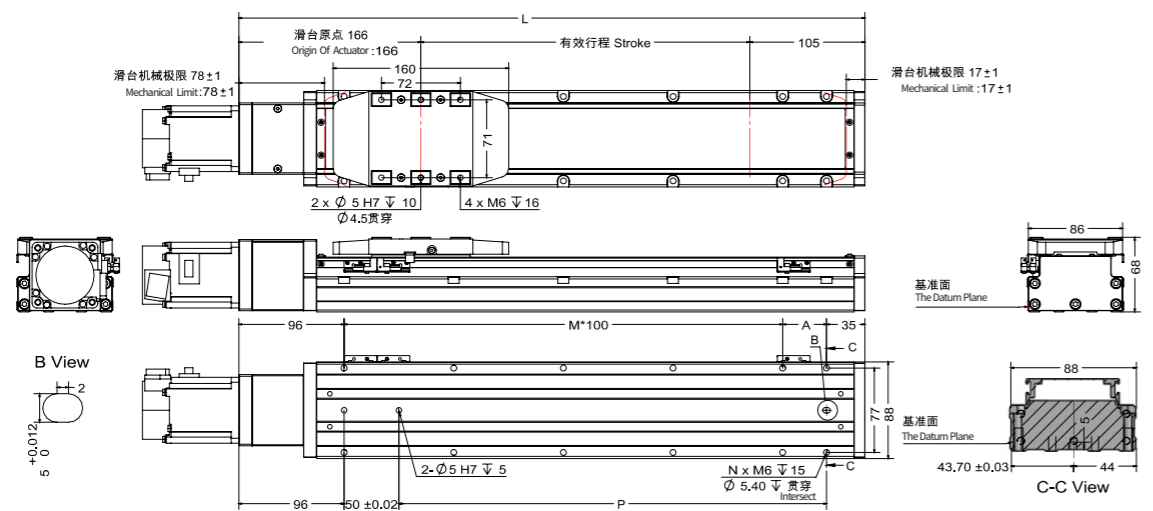 L
滑台原点 166
Origin Of Actuator :166
有效行程 Stroke
105
滑台机械极限 78±1
Mechanical Limit :78±1
160
72
滑台机械极限 17±1
Mechanical Limit :17±1
71
2 x Ø 5 H7 ↧ 10
Ø 4.5贯穿
4 x M6 ↧ 16
86
68
基准面
The Datum Plane
96
M*100
A
35
B
C
B View
2
+0.012
5 0
77
88
88
5
基准面
The Datum Plane
43.70 ±0.03
44
C-C View
2-Ø 5 H7 ↧ 5
N x M6 ↧ 15
Ø 5.40 ↧ 贯穿
Intersect
C
96
50 ±0.02
P